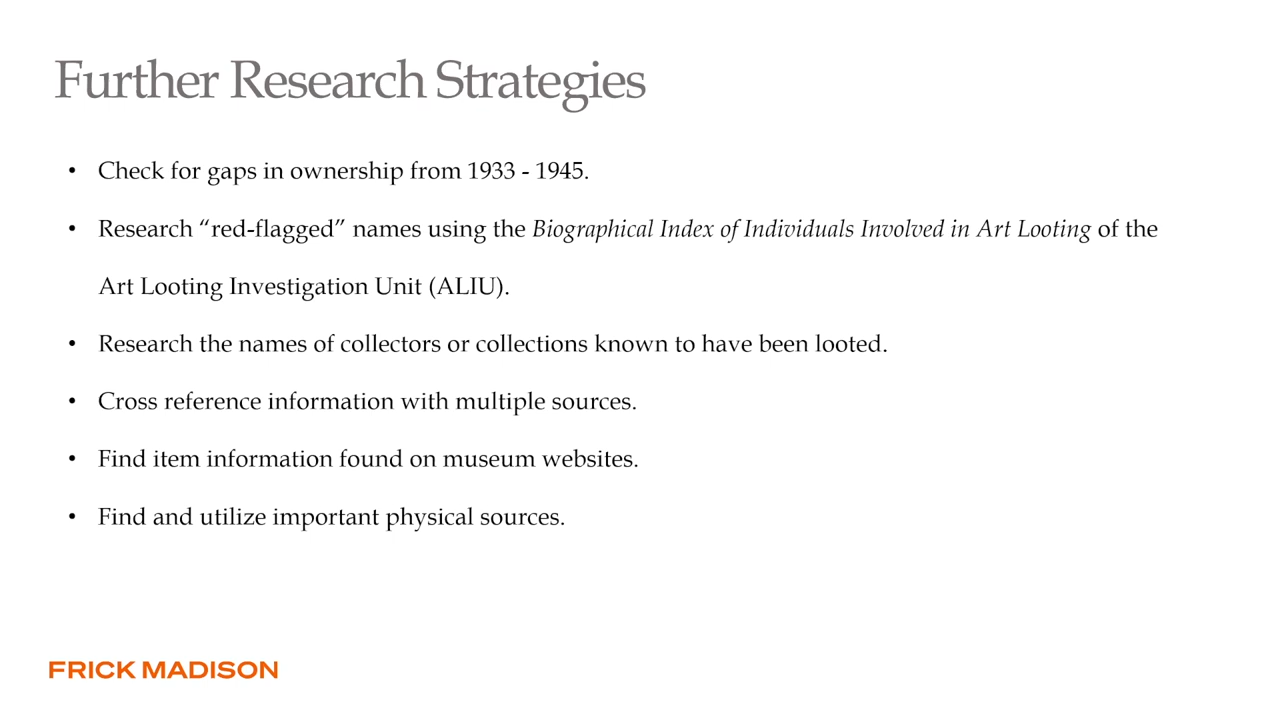 Further Research Strategies
• Check for gaps in ownership from 1933 - 1945.
• Research “red-flagged” names using the Biographical Index of Individuals Involved in Art Looting of the
Art Looting Investigation Unit (ALIU).
• Research the names of collectors or collections known to have been looted.
• Cross reference information with multiple sources.
• Find item information found on museum websites.
• Find and utilize important physical sources.
FRICK MADISON